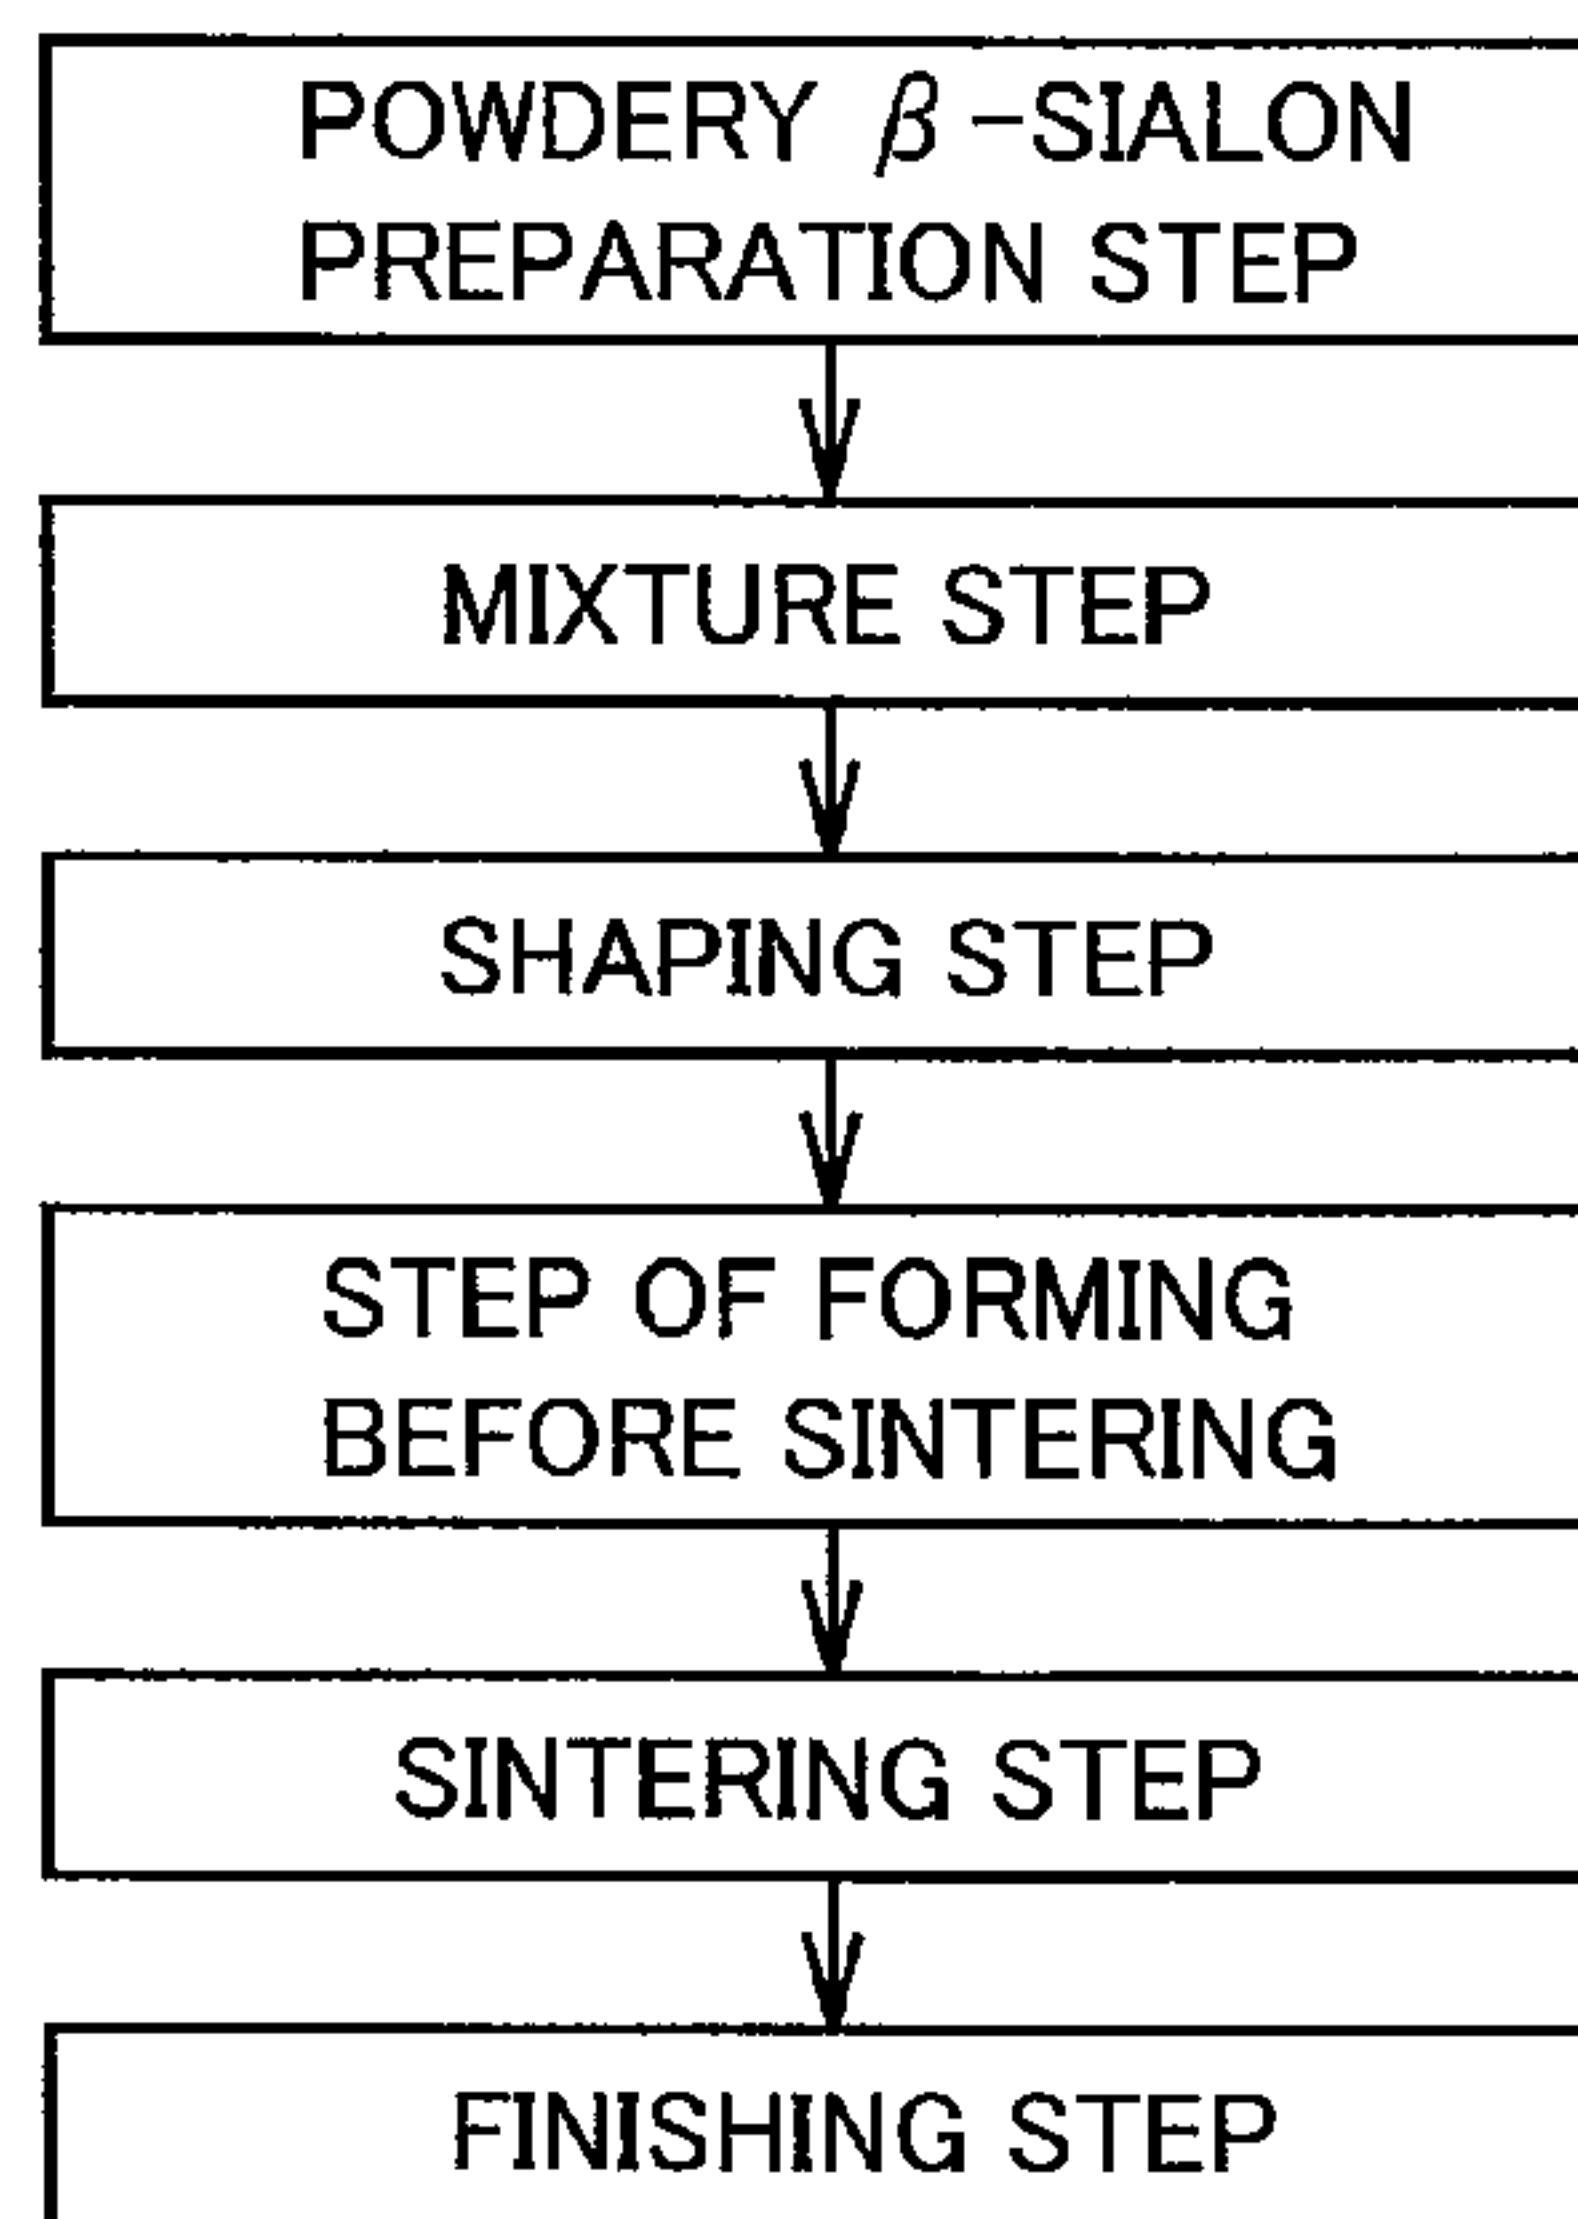 POWDERY β-SIALON
PREPARATION STEP
MIXTURE STEP
SHAPING STEP
STEP OF FORMING
BEFORE SINTERING
SINTERING STEP
FINISHING STEP